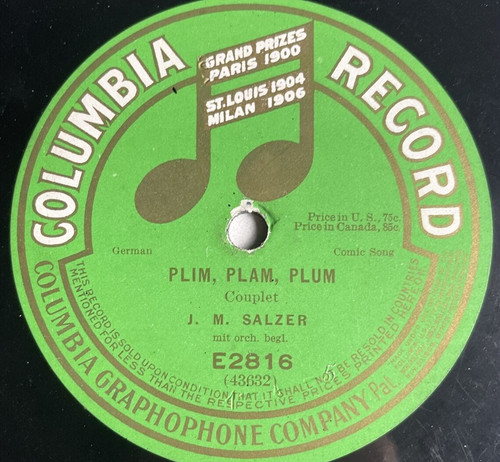 COLUMBIA RECORD
GRAND PRIZES
PARIS 1900
ST. LOUIS 1904
MILAN 1906
Price in U. S., 75c.
Price in Canada, 85c.
German
Comic Song
PLIM, PLAM, PLUM
Couplet
J. M. SALZER
mit orch. begl.
E2816
(43632)
THIS RECORD IS SOLD UPON CONDITION THAT IT SHALL NOT BE RESOLD IN
MENTIONED FOR LESS THAN THE RESPECTIVE PRICES PRINTED HEREON
COLUMBIA GRAPHOPHONE COMPANY Pat.